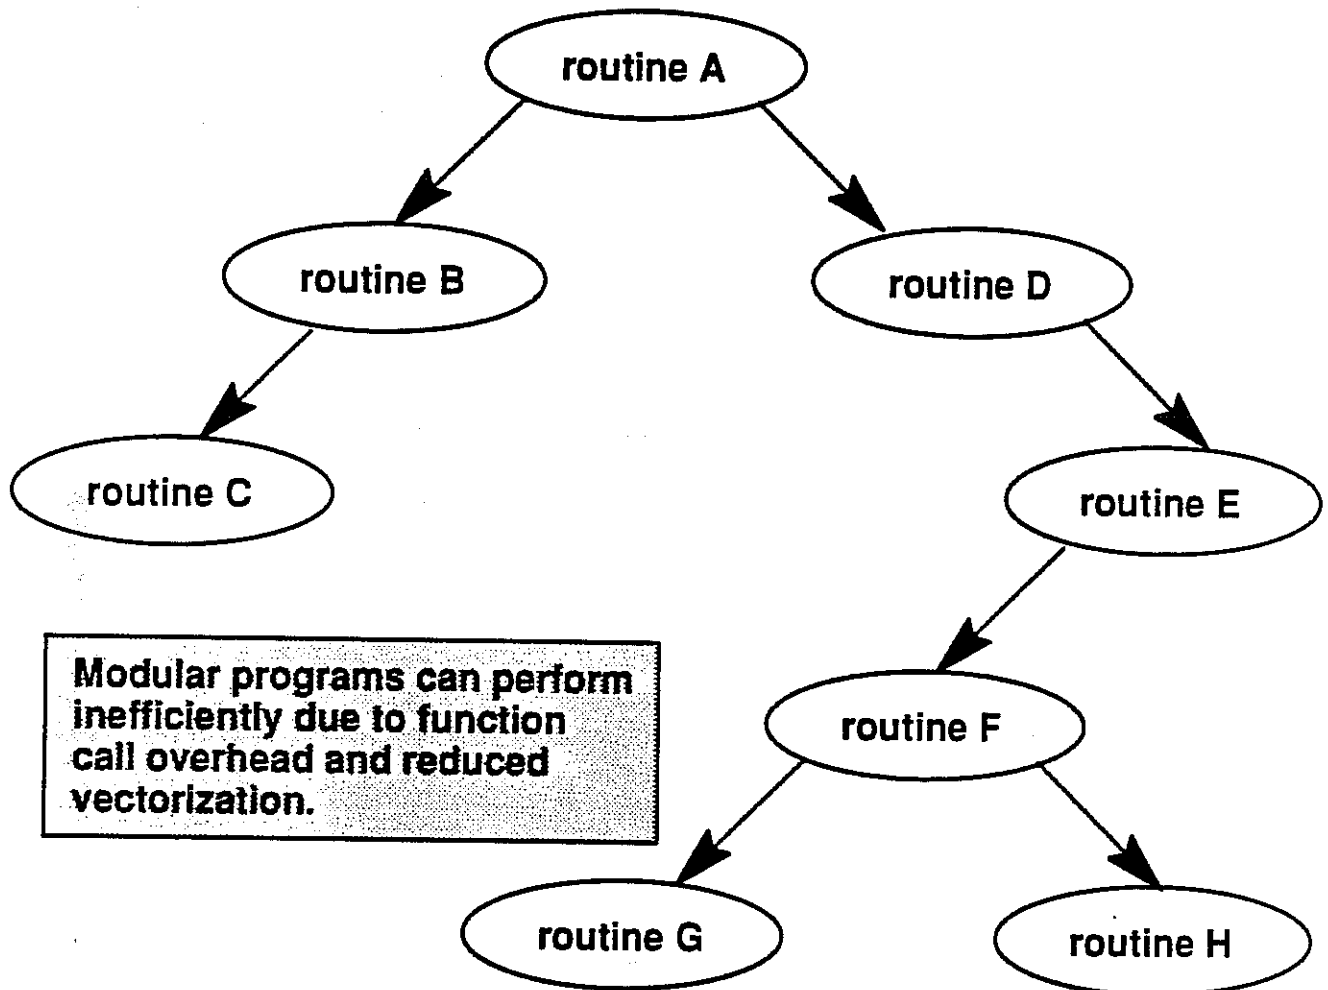 routine A
routine B
routine D
routine C
routine E
Modular programs can perform
inefficiently due to function
call overhead and reduced
vectorization.
routine F
routine G
routine H